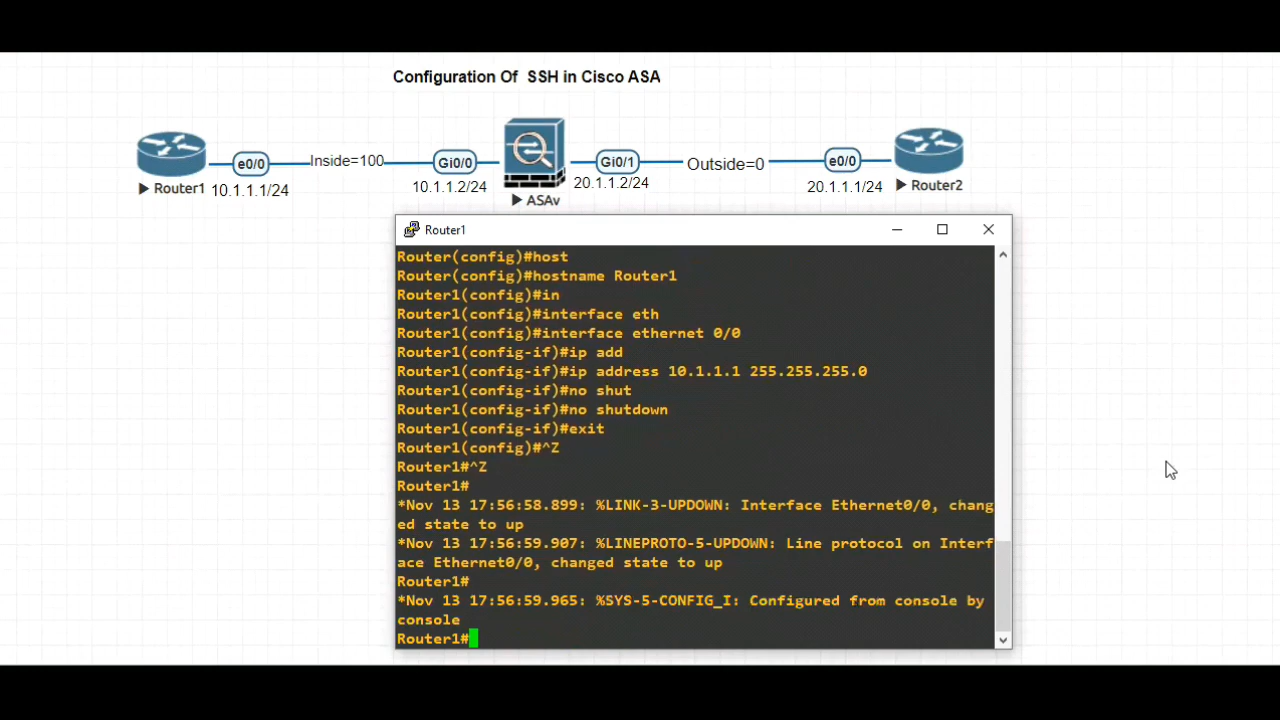 Configuration Of SSH in Cisco ASA
e0/0 Inside=100 Gi0/0 Gi0/1 Outside=0 e0/0
Router1 10.1.1.1/24 10.1.1.2/24 20.1.1.2/24 20.1.1.1/24 Router2
ASAv
Router1
Router(config)#host
Router(config)#hostname Router1
Router1(config)#in
Router1(config)#interface eth
Router1(config)#interface ethernet 0/0
Router1(config-if)#ip add
Router1(config-if)#ip address 10.1.1.1 255.255.255.0
Router1(config-if)#no shut
Router1(config-if)#no shutdown
Router1(config-if)#exit
Router1(config)#^Z
Router1#^Z
Router1#
*Nov 13 17:56:58.899: %LINK-3-UPDOWN: Interface Ethernet0/0, chang
ed state to up
*Nov 13 17:56:59.907: %LINEPROTO-5-UPDOWN: Line protocol on Interf
ace Ethernet0/0, changed state to up
Router1#
*Nov 13 17:56:59.965: %SYS-5-CONFIG_I: Configured from console by
console
Router1#